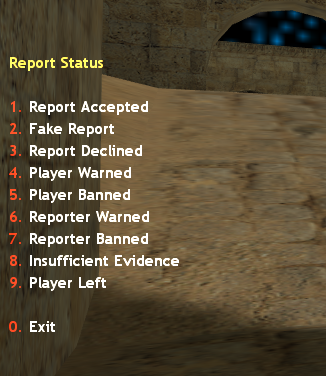 Report Status
1. Report Accepted
2. Fake Report
3. Report Declined
4. Player Warned
5. Player Banned
6. Reporter Warned
7. Reporter Banned
8. Insufficient Evidence
9. Player Left
0. Exit